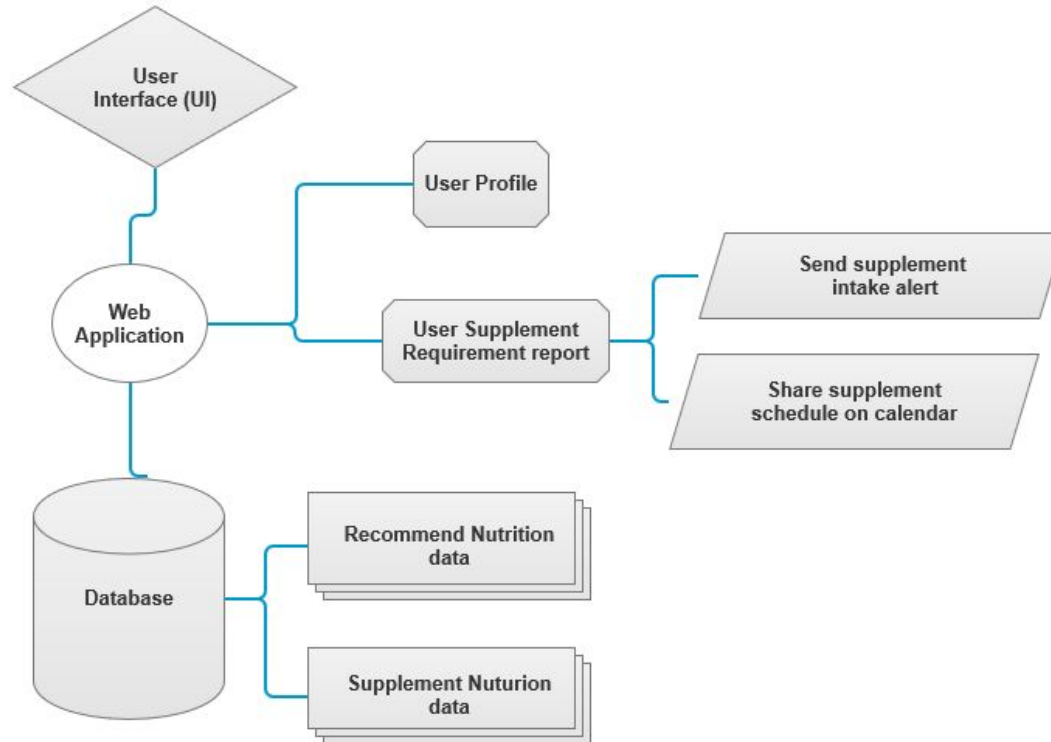 User
Interface (UI)
User Profile
Send supplement
intake alert
Web
Application
User Supplement
Requirement report
Share supplement
schedule on calendar
Recommend Nutrition
data
Database
Supplement Nuturion
data